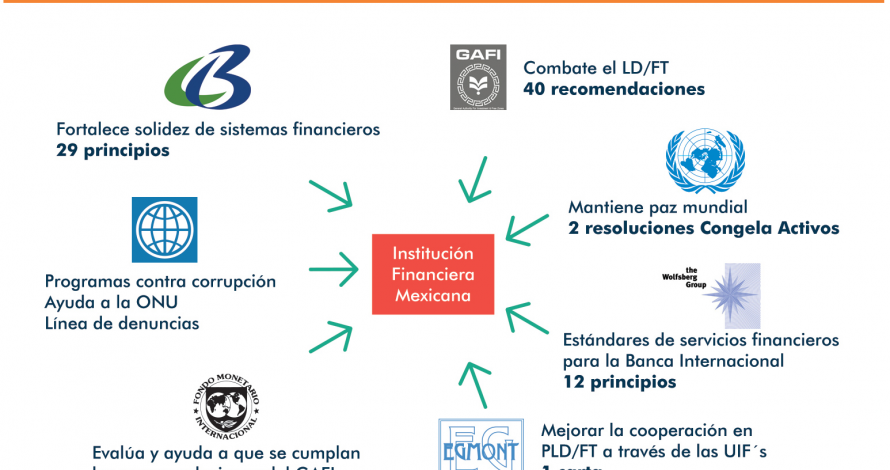 Fortalece solidez de sistemas financieros
29 principios
GAFI
Combate el LD/FT
40 recomendaciones
Mantiene paz mundial
2 resoluciones Congela Activos
Programas contra corrupción
Ayuda a la ONU
Línea de denuncias
Institución
Financiera
Mexicana
the
Wolfsberg
Group
Estándares de servicios financieros
para la Banca Internacional
12 principios
FONDO MONETARIO
INTERNACIONAL
Evalúa y ayuda a que se cumplan
EG
EGMONT
Mejorar la cooperación en
PLD/FT a través de las UIF´s